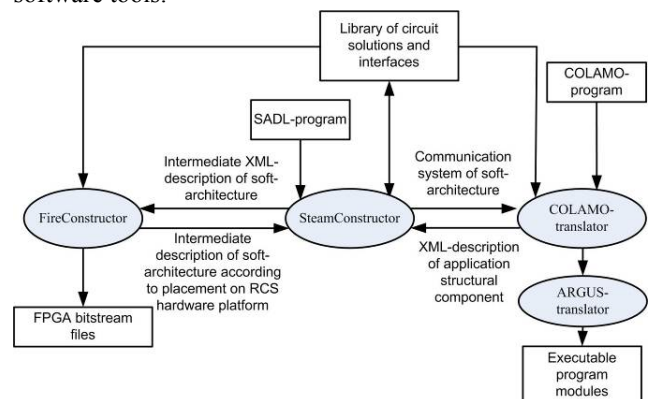 software tools.
Library of circuit
solutions and
interfaces
COLAMO-
program
SADL-program
Intermediate XML-
description of soft-
architecture
Communication
system of soft-
architecture
FireConstructor
SteamConstructor
COLAMO-
translator
Intermediate
description of soft-
architecture according
to placement on RCS
hardware platform
XML-description
of application
structural
component
ARGUS-
translator
FPGA bitstream
files
Executable
program
modules